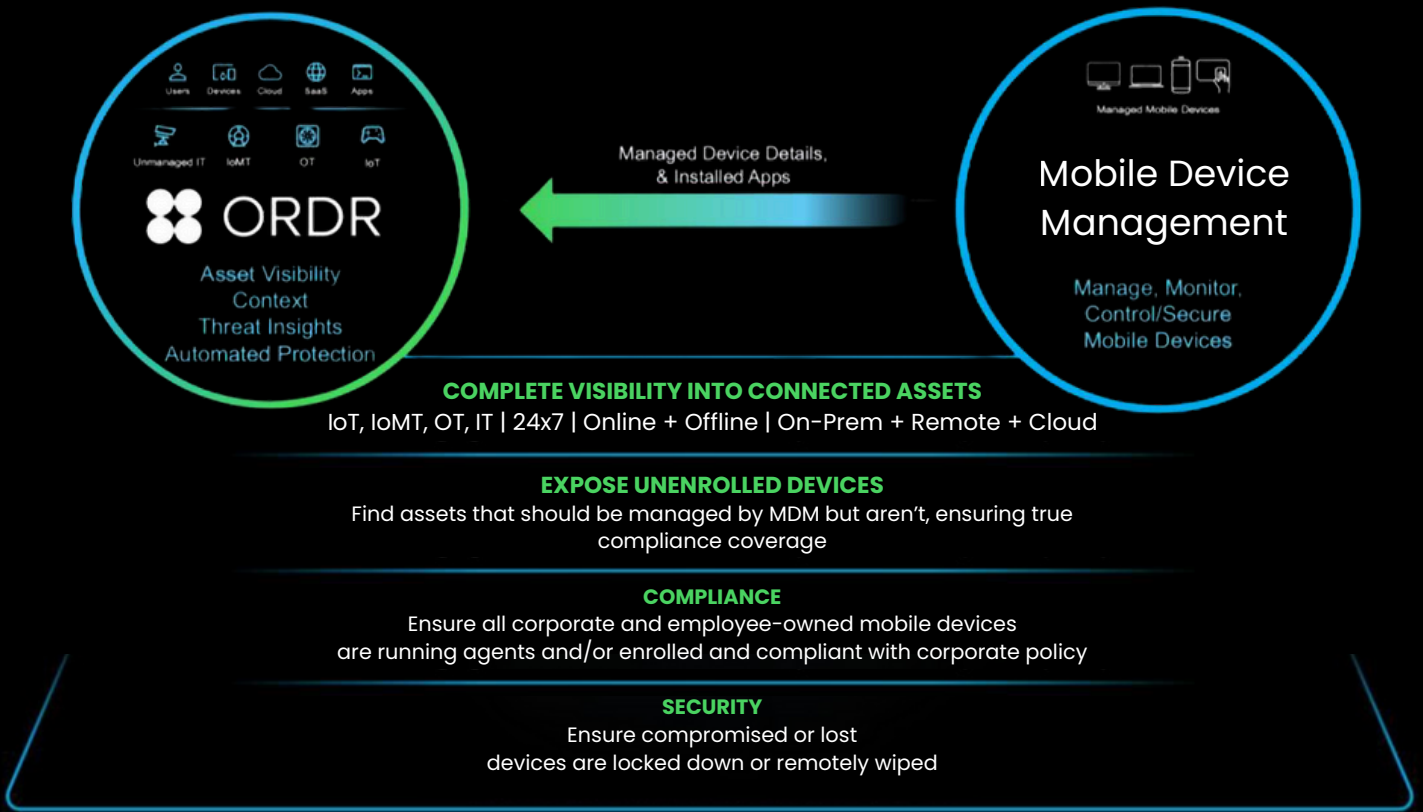 Users Devices Cloud SaaS Apps
Unmanaged IT IoMT OT IoT
ORDR
Asset Visibility
Context
Threat Insights
Automated Protection
Managed Device Details,
& Installed Apps
Managed Mobile Devices
Mobile Device
Management
Manage, Monitor,
Control/Secure
Mobile Devices
COMPLETE VISIBILITY INTO CONNECTED ASSETS
IoT, IoMT, OT, IT | 24x7 | Online + Offline | On-Prem + Remote + Cloud
EXPOSE UNENROLLED DEVICES
Find assets that should be managed by MDM but aren’t, ensuring true
compliance coverage
COMPLIANCE
Ensure all corporate and employee-owned mobile devices
are running agents and/or enrolled and compliant with corporate policy
SECURITY
Ensure compromised or lost
devices are locked down or remotely wiped